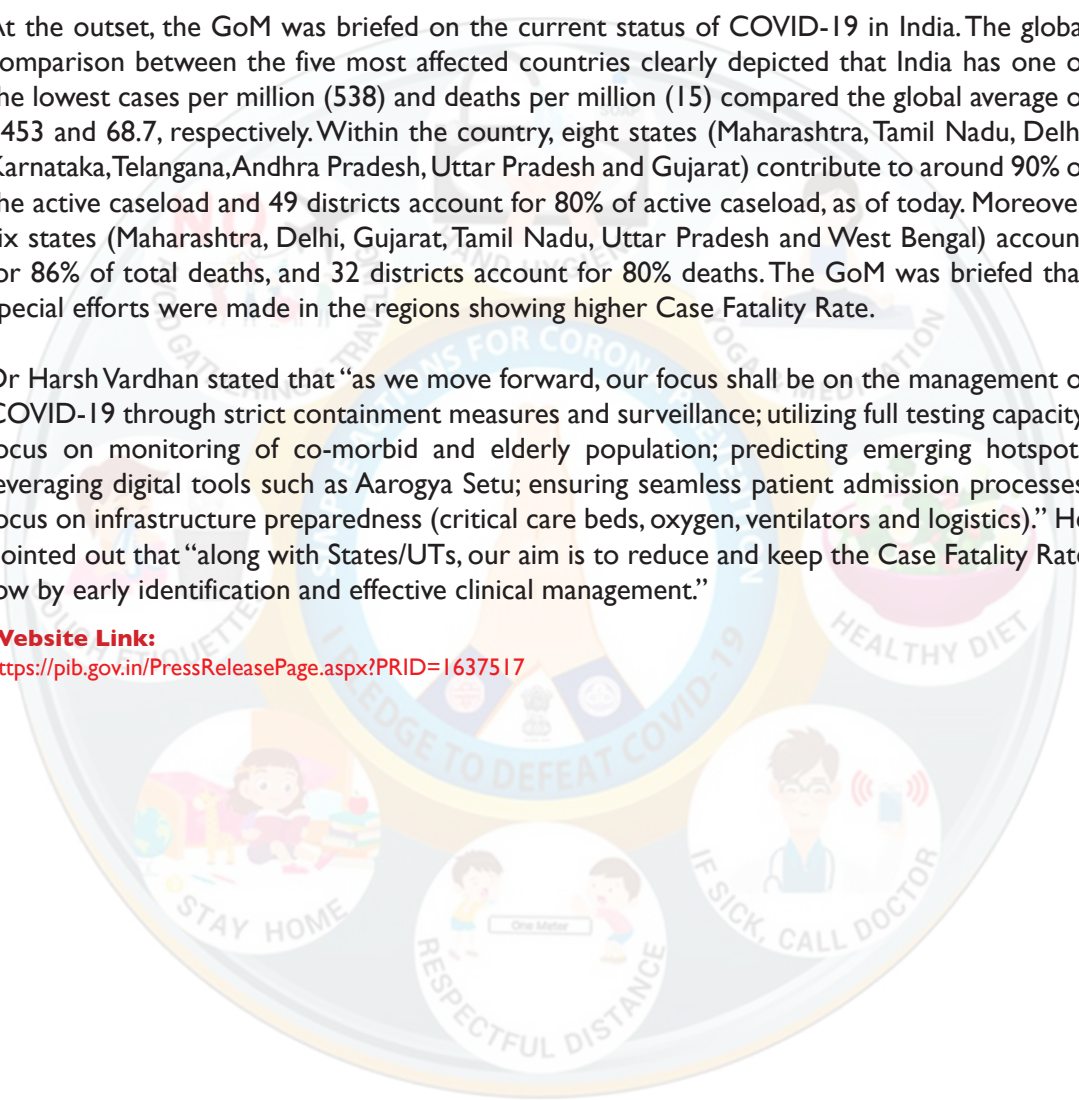 At the outset, the GoM was briefed on the current status of COVID-19 in India. The globa
omparison between the five most affected countries clearly depicted that India has one o
he lowest cases per million (538) and deaths per million (15) compared the global average o
453 and 68.7, respectively. Within the country, eight states (Maharashtra, Tamil Nadu, Delh
Karnataka, Telangana, Andhra Pradesh, Uttar Pradesh and Gujarat) contribute to around 90% o
he active caseload and 49 districts account for 80% of active caseload, as of today. Moreove
ix states (Maharashtra, Delhi, Gujarat, Tamil Nadu, Uttar Pradesh and West Bengal) accoun
or 86% of total deaths, and 32 districts account for 80% deaths. The GoM was briefed tha
pecial efforts were made in the regions showing higher Case Fatality Rate.
Dr Harsh Vardhan stated that “as we move forward, our focus shall be on the management o
COVID-19 through strict containment measures and surveillance; utilizing full testing capacity
ocus on monitoring of co-morbid and elderly population; predicting emerging hotspot
everaging digital tools such as Aarogya Setu; ensuring seamless patient admission processes
ocus on infrastructure preparedness (critical care beds, oxygen, ventilators and logistics).” He
ointed out that “along with States/UTs, our aim is to reduce and keep the Case Fatality Rate
ow by early identification and effective clinical management.”
Website Link:
ttps://pib.gov.in/PressReleasePage.aspx?PRID=1637517
AND HYGIENE
YOGA & MEDITATION
ACTIONS FOR CORON
I PLEDGE TO DEFEAT COVID-19
HEALTHY DIET
STAY HOME
One Meter
RESPECTFUL DISTANCE
IF SICK, CALL DOCTOR